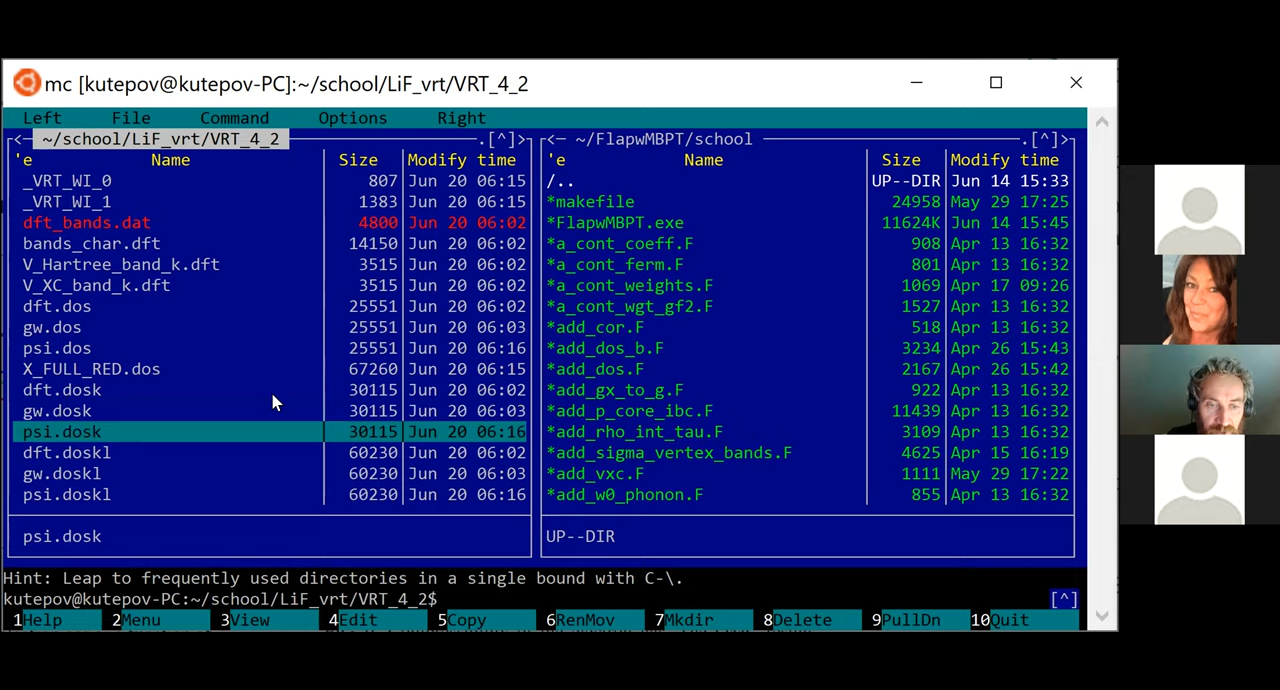 mc [kutepov@kutepov-PC]:~/school/LiF_vrt/VRT_4_2
Left File Command Options Right
<─ ~/school/LiF_vrt/VRT_4_2 .[^]>
'e Name Size Modify time
_VRT_WI_0 807 Jun 20 06:15
_VRT_WI_1 1383 Jun 20 06:15
dft_bands.dat 4800 Jun 20 06:02
bands_char.dft 14150 Jun 20 06:02
V_Hartree_band_k.dft 3515 Jun 20 06:02
V_XC_band_k.dft 3515 Jun 20 06:02
dft.dos 25551 Jun 20 06:02
gw.dos 25551 Jun 20 06:03
psi.dos 25551 Jun 20 06:16
X_FULL_RED.dos 67260 Jun 20 06:15
dft.dosk 30115 Jun 20 06:02
gw.dosk 30115 Jun 20 06:03
psi.dosk 30115 Jun 20 06:16
dft.doskl 60230 Jun 20 06:02
gw.doskl 60230 Jun 20 06:03
psi.doskl 60230 Jun 20 06:16
psi.dosk
<─ ~/FlapwMBPT/school .[^]>
'e Name Size Modify time
/.. UP--DIR Jun 14 15:33
*makefile 24958 May 29 17:25
*FlapwMBPT.exe 11624K Jun 14 15:45
*a_cont_coeff.F 908 Apr 13 16:32
*a_cont_ferm.F 801 Apr 13 16:32
*a_cont_weights.F 1069 Apr 17 09:26
*a_cont_wgt_gf2.F 1527 Apr 13 16:32
*add_cor.F 518 Apr 13 16:32
*add_dos_b.F 3234 Apr 26 15:43
*add_dos.F 2167 Apr 26 15:42
*add_gx_to_g.F 922 Apr 13 16:32
*add_p_core_ibc.F 11439 Apr 13 16:32
*add_rho_int_tau.F 3109 Apr 13 16:32
*add_sigma_vertex_bands.F 4625 Apr 15 16:19
*add_vxc.F 1111 May 29 17:22
*add_w0_phonon.F 855 Apr 13 16:32
UP--DIR
Hint: Leap to frequently used directories in a single bound with C-\.
kutepov@kutepov-PC:~/school/LiF_vrt/VRT_4_2$ [^]
1Help 2Menu 3View 4Edit 5Copy 6RenMov 7Mkdir 8Delete 9PullDn 10Quit